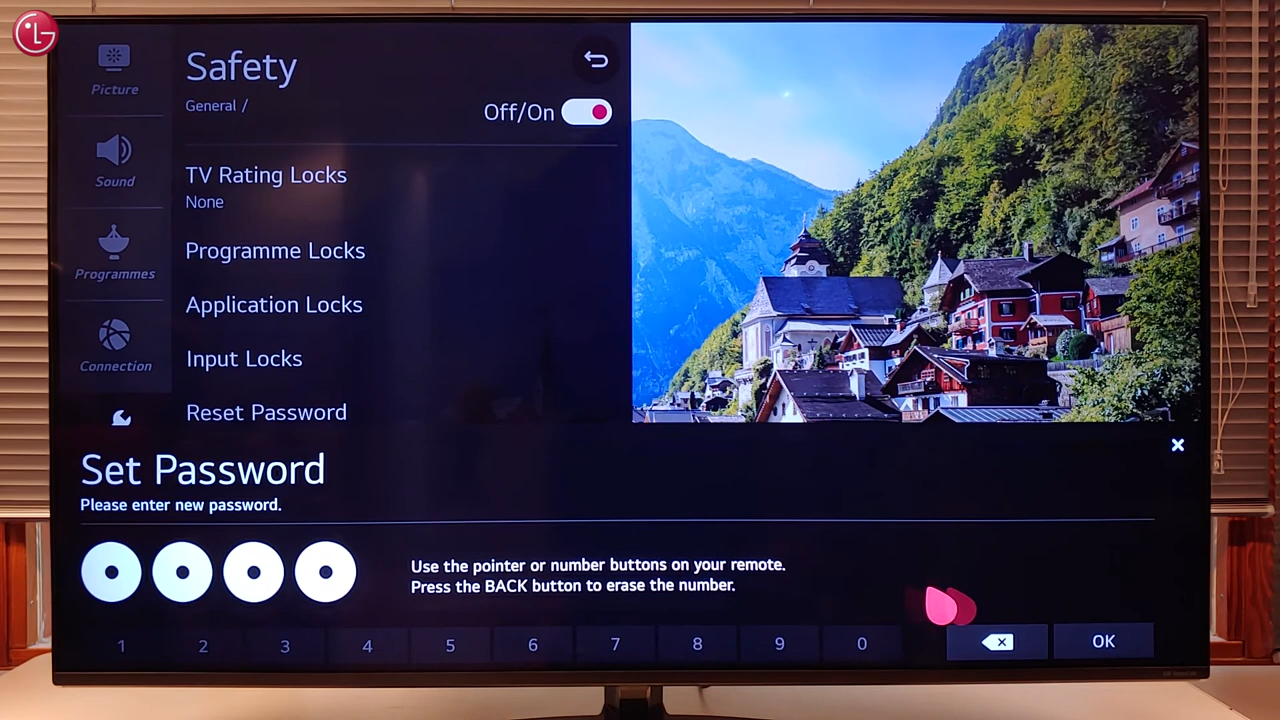 LG
Picture
Sound
Programmes
Connection
Safety
General /
Off/On
TV Rating Locks
None
Programme Locks
Application Locks
Input Locks
Reset Password
Set Password
Please enter new password.
Use the pointer or number buttons on your remote.
Press the BACK button to erase the number.
1 2 3 4 5 6 7 8 9 0 OK